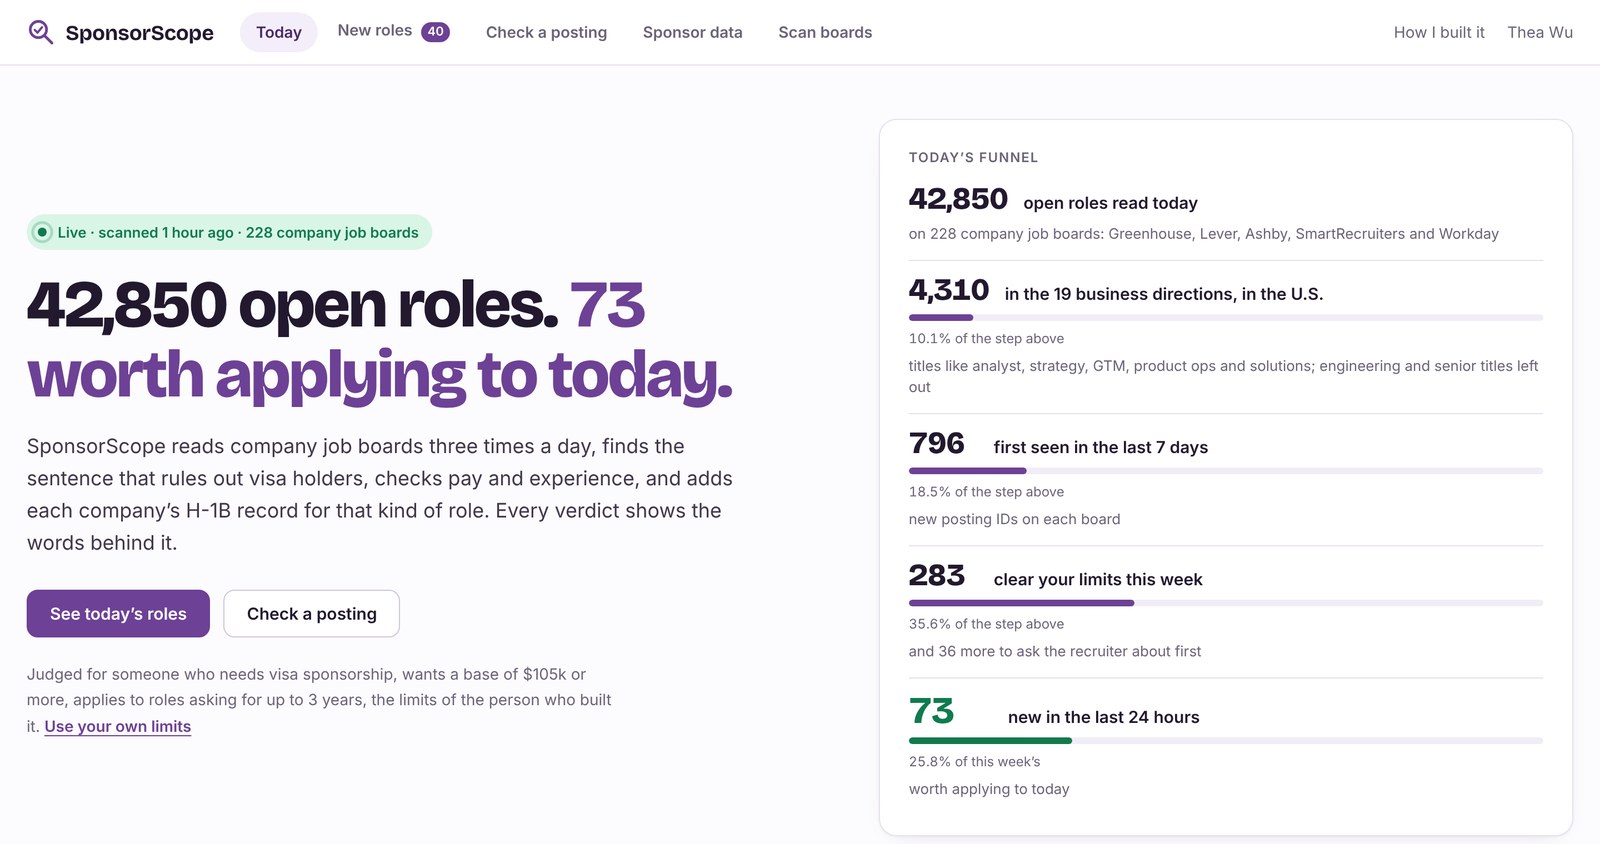 SponsorScope
Today
New roles 40
Check a posting
Sponsor data
Scan boards
How I built it
Thea Wu
Live · scanned 1 hour ago · 228 company job boards
42,850 open roles. 73
worth applying to today.
SponsorScope reads company job boards three times a day, finds the
sentence that rules out visa holders, checks pay and experience, and adds
each company’s H-1B record for that kind of role. Every verdict shows the
words behind it.
See today’s roles
Check a posting
Judged for someone who needs visa sponsorship, wants a base of $105k or
more, applies to roles asking for up to 3 years, the limits of the person who built
it. Use your own limits
TODAY’S FUNNEL
42,850 open roles read today
on 228 company job boards: Greenhouse, Lever, Ashby, SmartRecruiters and Workday
4,310 in the 19 business directions, in the U.S.
10.1% of the step above
titles like analyst, strategy, GTM, product ops and solutions; engineering and senior titles left
out
796 first seen in the last 7 days
18.5% of the step above
new posting IDs on each board
283 clear your limits this week
35.6% of the step above
and 36 more to ask the recruiter about first
73 new in the last 24 hours
25.8% of this week’s
worth applying to today